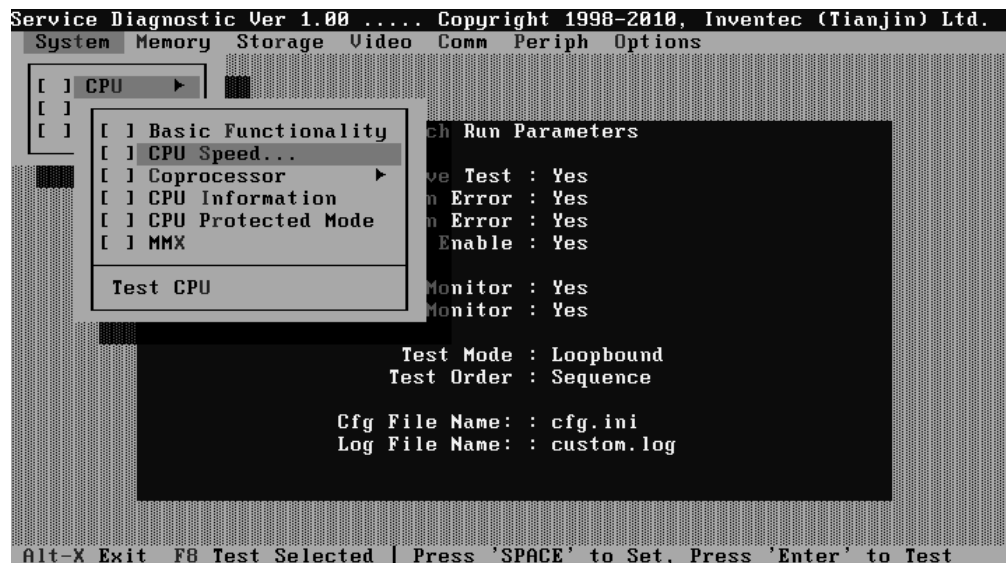 Service Diagnostic Ver 1.00 ..... Copyright 1998-2010, Inventec (Tianjin) Ltd.
System Memory Storage Video Comm Periph Options
[ ] CPU ►
[ ]
[ ]
[ ] Basic Functionality
[ ] CPU Speed...
[ ] Coprocessor ►
[ ] CPU Information
[ ] CPU Protected Mode
[ ] MMX
Test CPU
ch Run Parameters
ve Test : Yes
n Error : Yes
n Error : Yes
Enable : Yes
Monitor : Yes
Monitor : Yes
Test Mode : Loopbound
Test Order : Sequence
Cfg File Name: : cfg.ini
Log File Name: : custom.log
Alt-X Exit F8 Test Selected | Press 'SPACE' to Set, Press 'Enter' to Test